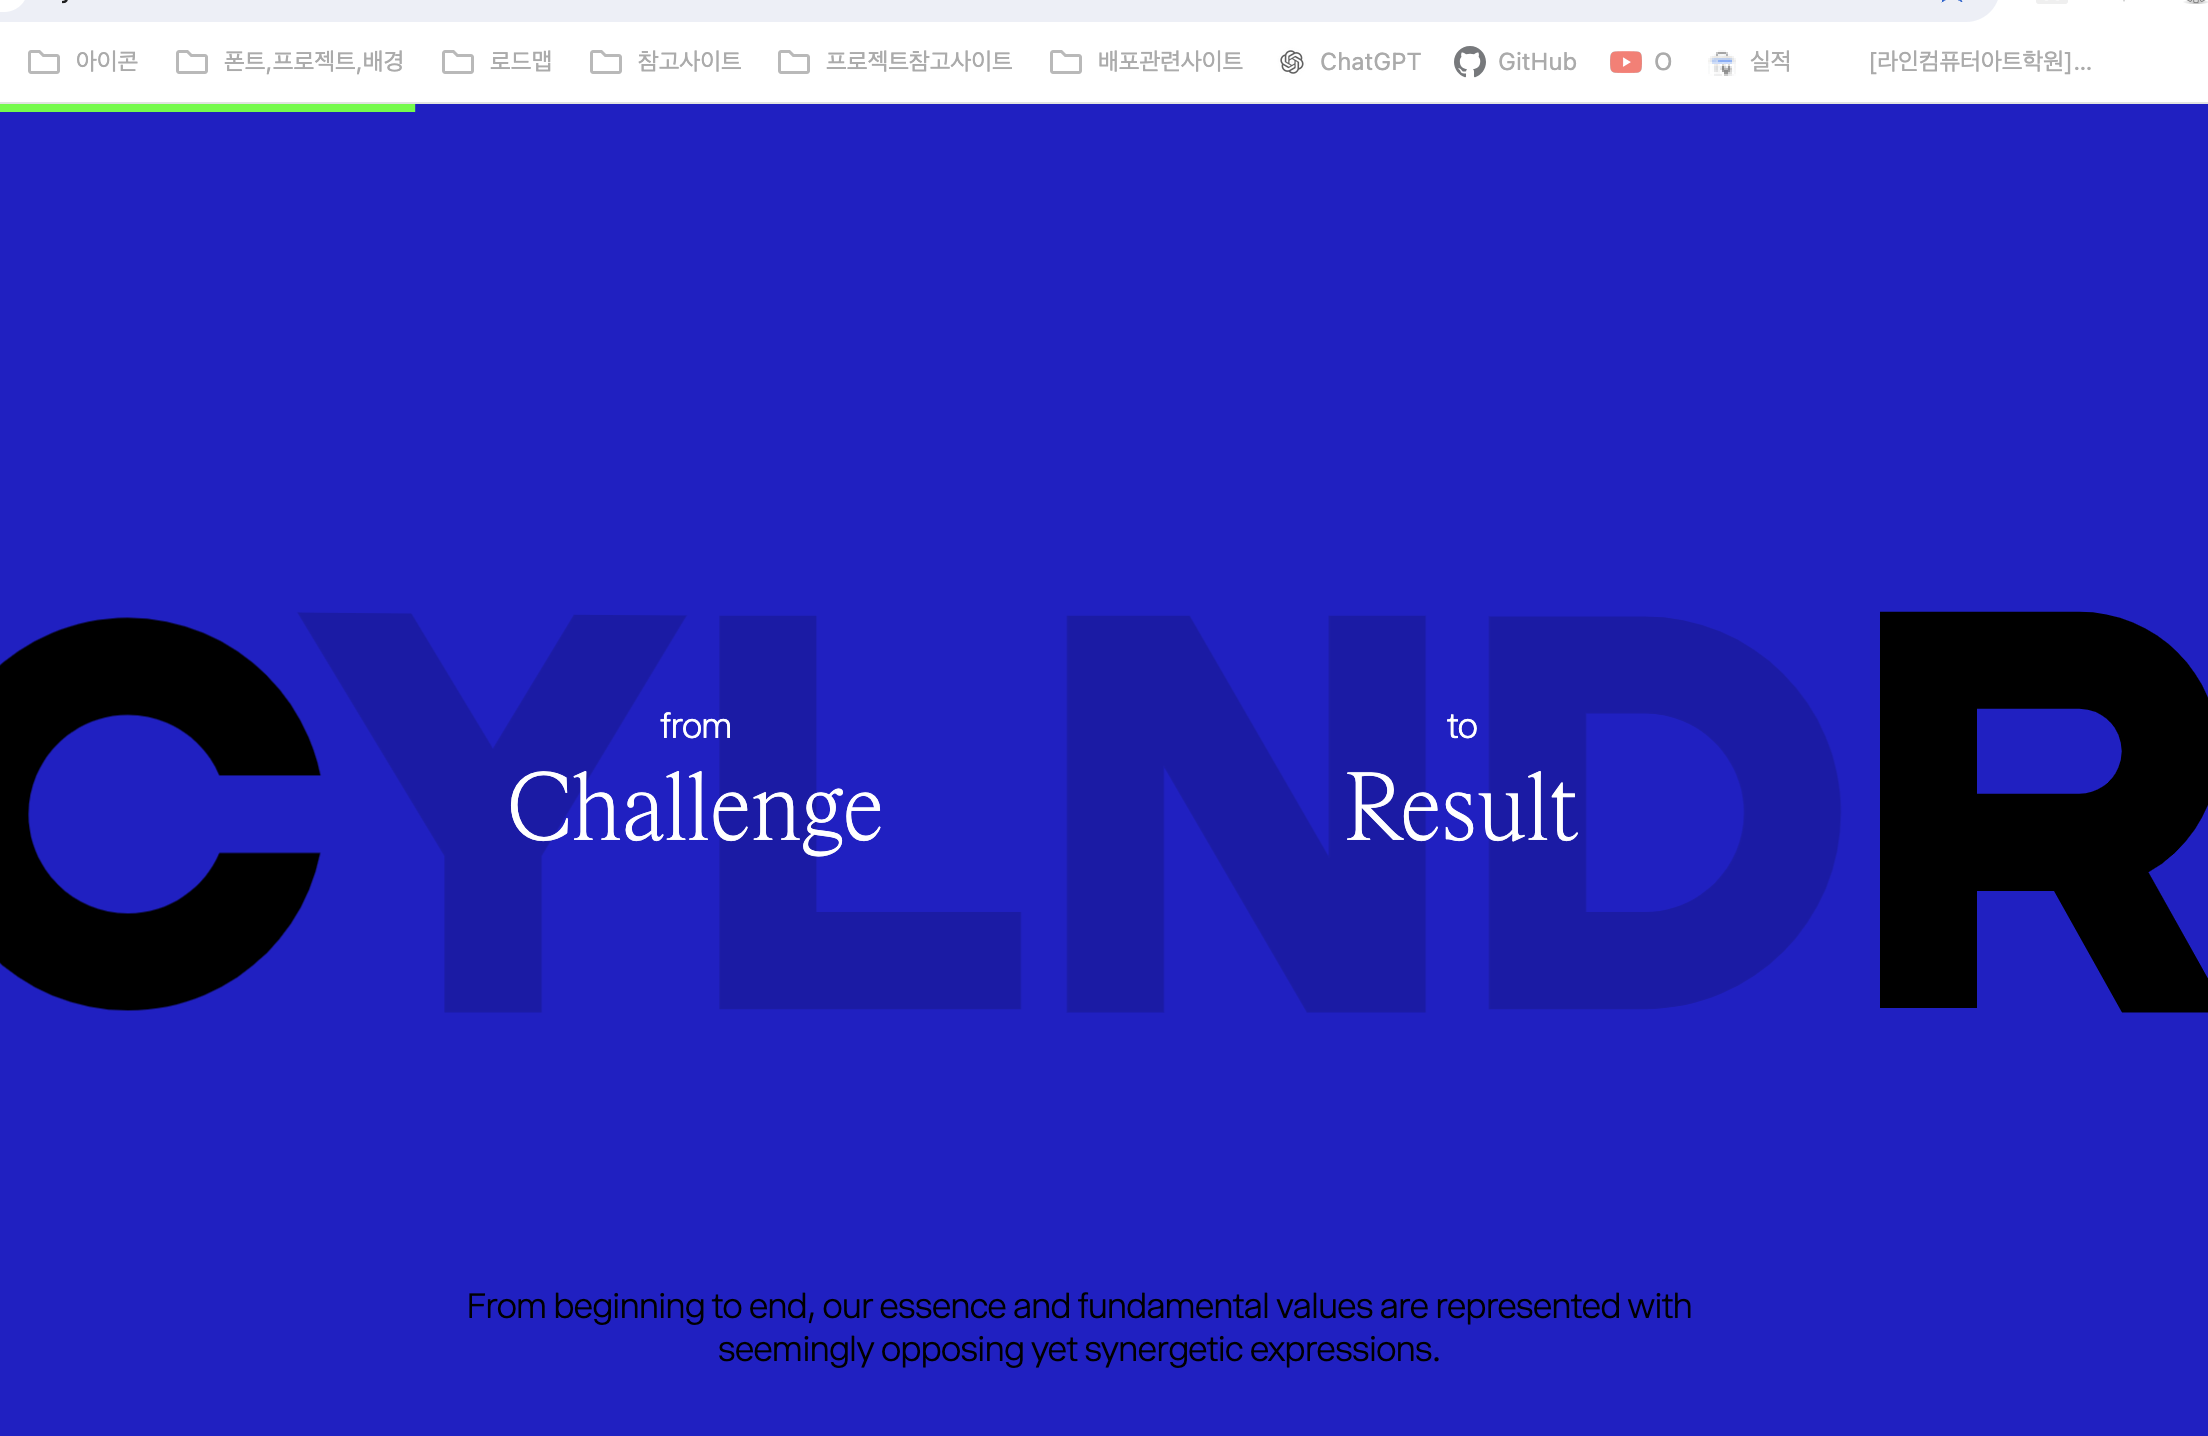 아이콘 폰트,프로젝트,배경 로드맵 참고사이트 프로젝트참고사이트 배포관련사이트 ChatGPT GitHub O 실적 [라인컴퓨터아트학원]...
CYLNDR
from to
Challenge Result
From beginning to end, our essence and fundamental values are represented with
seemingly opposing yet synergetic expressions.